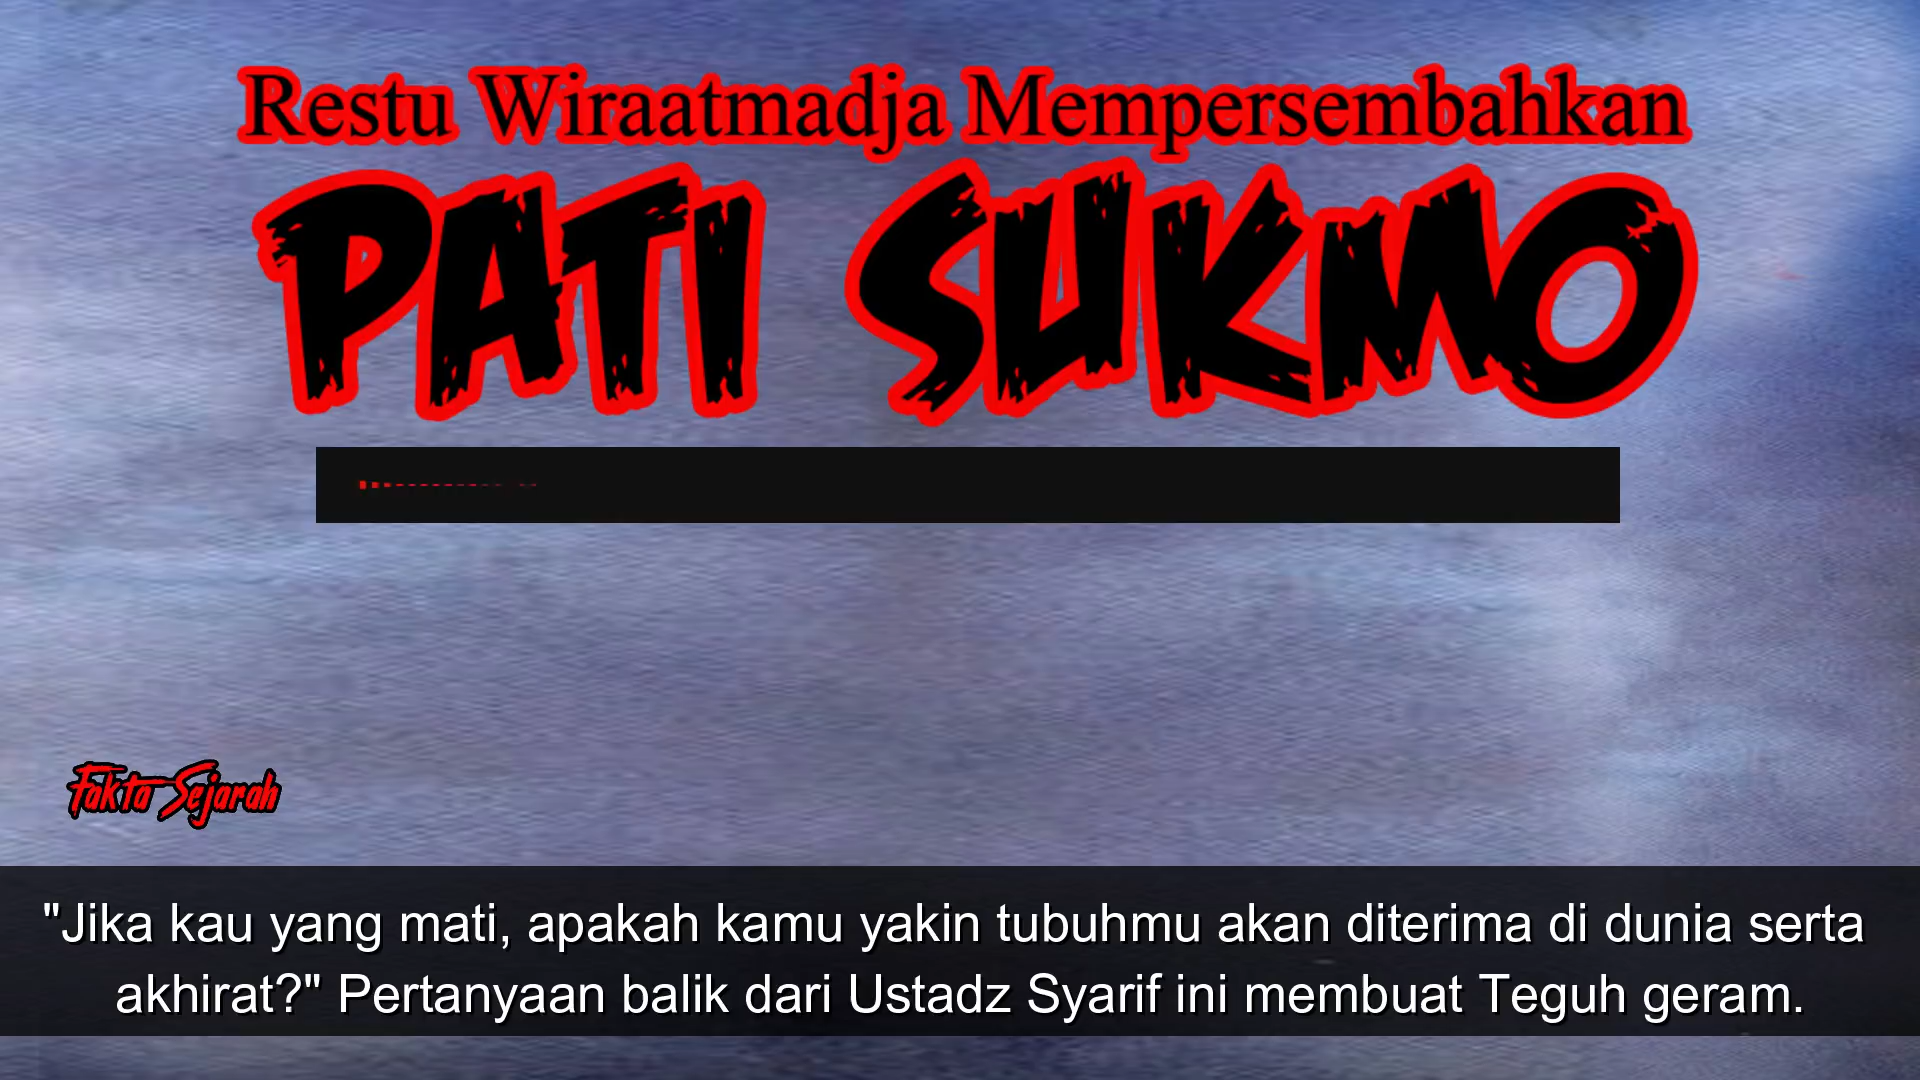 Restu Wiraatmadja Mempersembahkan
PATI SUKMO
Fakta Sejarah
"Jika kau yang mati, apakah kamu yakin tubuhmu akan diterima di dunia serta
akhirat?" Pertanyaan balik dari Ustadz Syarif ini membuat Teguh geram.